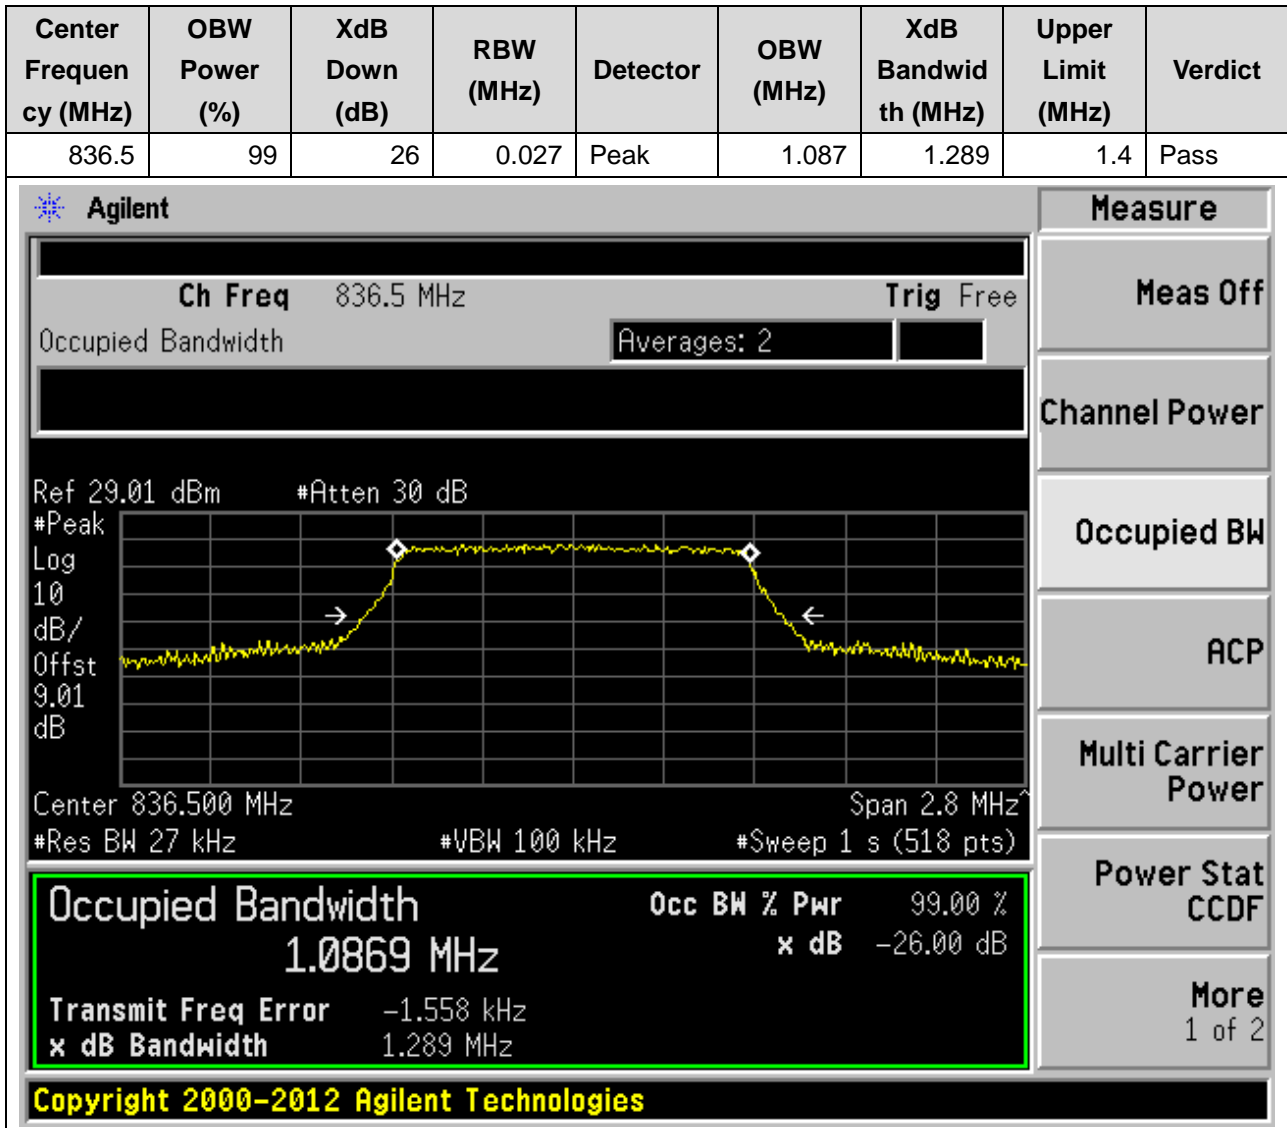 Center Frequen cy (MHz) OBW Power (%) XdB Down (dB) RBW (MHz) Detector OBW (MHz) XdB Bandwid th (MHz) Upper Limit (MHz) Verdict
836.5 99 26 0.027 Peak 1.087 1.289 1.4 Pass
Agilent
Measure
Ch Freq 836.5 MHz Trig Free
Occupied Bandwidth Averages: 2
Meas Off
Channel Power
Occupied BW
ACP
Multi Carrier
Power
Power Stat
CCDF
More
1 of 2
Ref 29.01 dBm #Atten 30 dB
#Peak
Log
10
dB/
Offst
9.01
dB
Center 836.500 MHz Span 2.8 MHz^
#Res BW 27 kHz #VBW 100 kHz #Sweep 1 s (518 pts)
Occupied Bandwidth Occ BW % Pwr 99.00 %
1.0869 MHz x dB -26.00 dB
Transmit Freq Error -1.558 kHz
x dB Bandwidth 1.289 MHz
Copyright 2000-2012 Agilent Technologies